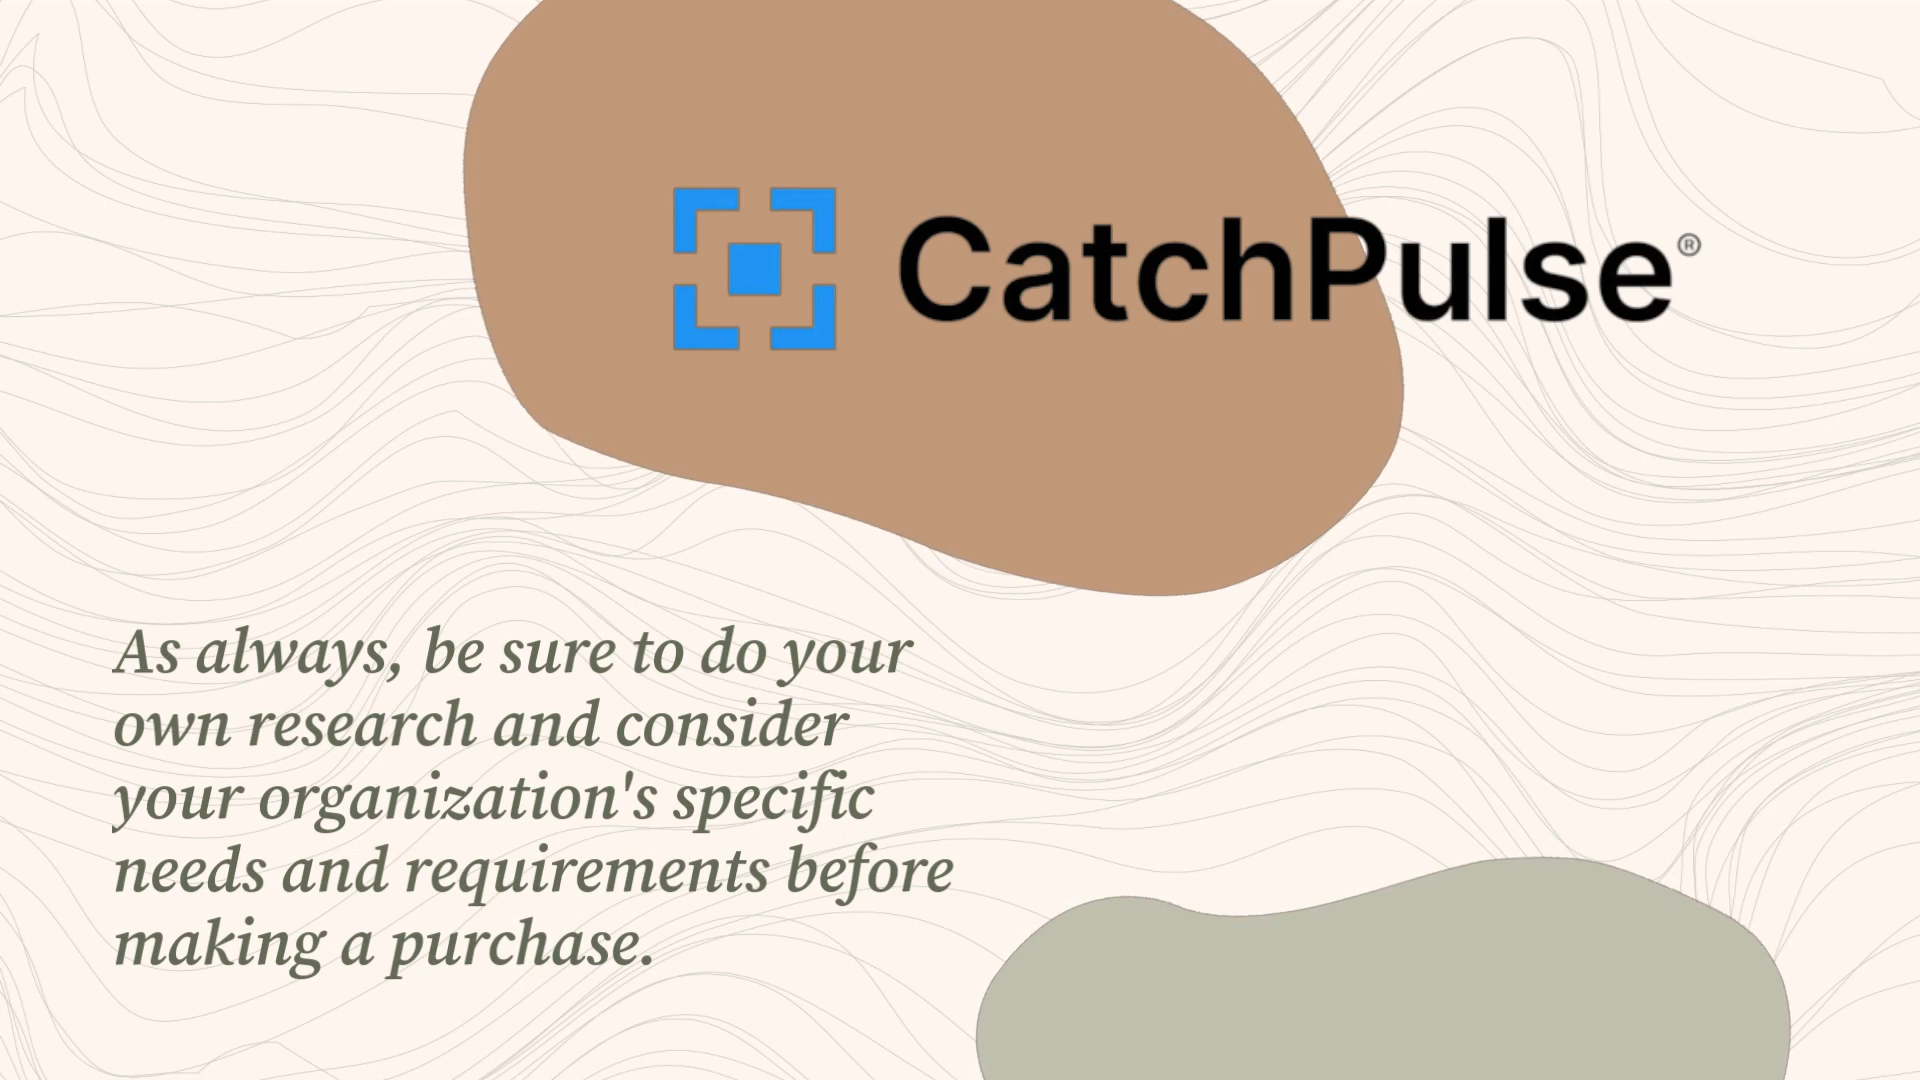 CatchPulse®
As always, be sure to do your
own research and consider
your organization's specific
needs and requirements before
making a purchase.